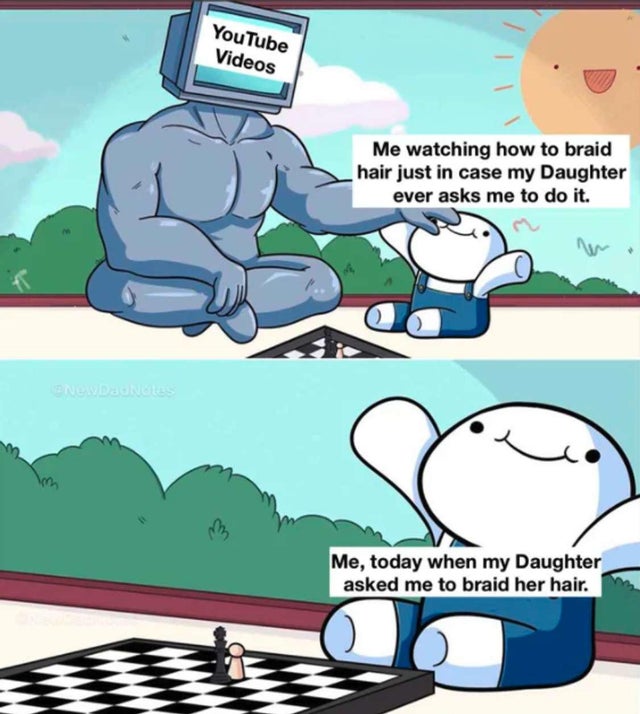 YouTube
Videos
Me watching how to braid
hair just in case my Daughter
ever asks me to do it.
@NewDadNotes
Me, today when my Daughter
asked me to braid her hair.